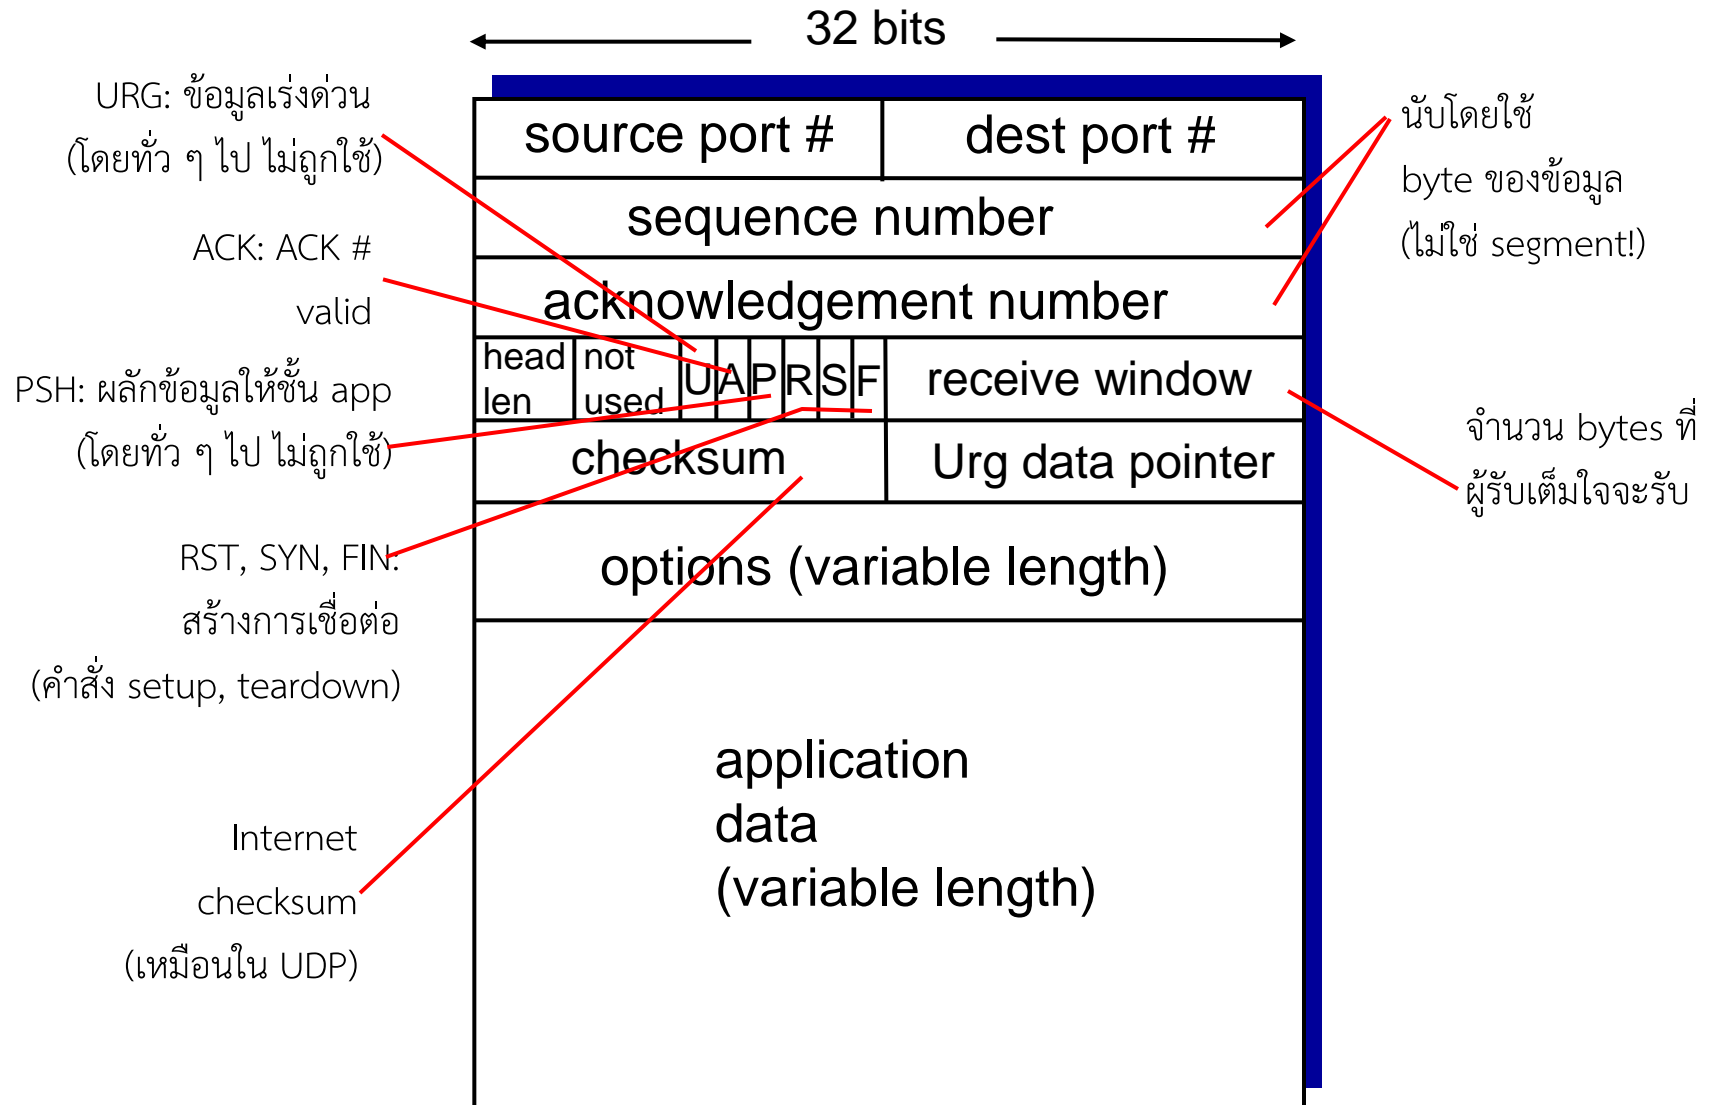 32 bits
URG: ข้อมูลเร่งด่วน
(โดยทั่ว ๆ ไป ไม่ถูกใช้)
ACK: ACK #
valid
PSH: ผลักข้อมูลให้ชั้น app
(โดยทั่ว ๆ ไป ไม่ถูกใช้)
RST, SYN, FIN:
สร้างการเชื่อต่อ
(คำสั่ง setup, teardown)
Internet
checksum
(เหมือนใน UDP)
source port #
dest port #
sequence number
acknowledgement number
head
len
not
used
U
A
P
R
S
F
receive window
checksum
Urg data pointer
options (variable length)
application
data
(variable length)
นับโดยใช้
byte ของข้อมูล
(ไม่ใช่ segment!)
จำนวน bytes ที่
ผู้รับเต็มใจจะรับ